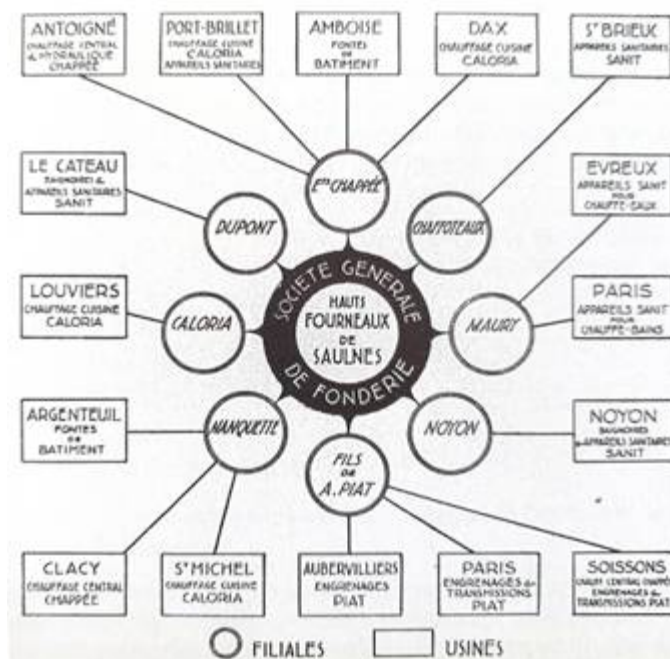 ANTOIGNÉ
CHAUFFAGE CENTRAL
& HYDRAULIQUE
CHAPPÉE
PORT-BRILLET
CHAUFFAGE CUISINE
CALORIA
APPAREILS SANITAIRES
AMBOISE
FONTES
DE
BATIMENT
DAX
CHAUFFAGE CUISINE
CALORIA
ST BRIEUX
APPAREILS SANITAIRES
SANIT
LE CATEAU
BAIGNOIRES &
APPAREILS SANITAIRES
SANIT
DUPONT
ETS CHAPPÉE
CHAFFOTEAUX
EVREUX
APPAREILS SANIT
POUR
CHAUFFE-EAUX
LOUVIERS
CHAUFFAGE CUISINE
CALORIA
CALORIA
SOCIETE GENERALE
HAUTS
FOURNEAUX
DE
SAULNES
DE FONDERIE
MAURY
PARIS
APPAREILS SANIT
POUR
CHAUFFE-BAINS
ARGENTEUIL
FONTES
DE
BATIMENT
NANQUETTE
FILS
DE
A. PIAT
NOYON
NOYON
BAIGNOIRES
& APPAREILS SANITAIRES
SANIT
CLACY
CHAUFFAGE CENTRAL
CHAPPÉE
ST MICHEL
CHAUFFAGE CUISINE
CALORIA
AUBERVILLIERS
ENGRENAGES
PIAT
PARIS
ENGRENAGES &
TRANSMISSIONS
PIAT
SOISSONS
CHAUFF. CENTRAL CHAPPÉE
ENGRENAGES &
TRANSMISSIONS PIAT
FILIALES
USINES